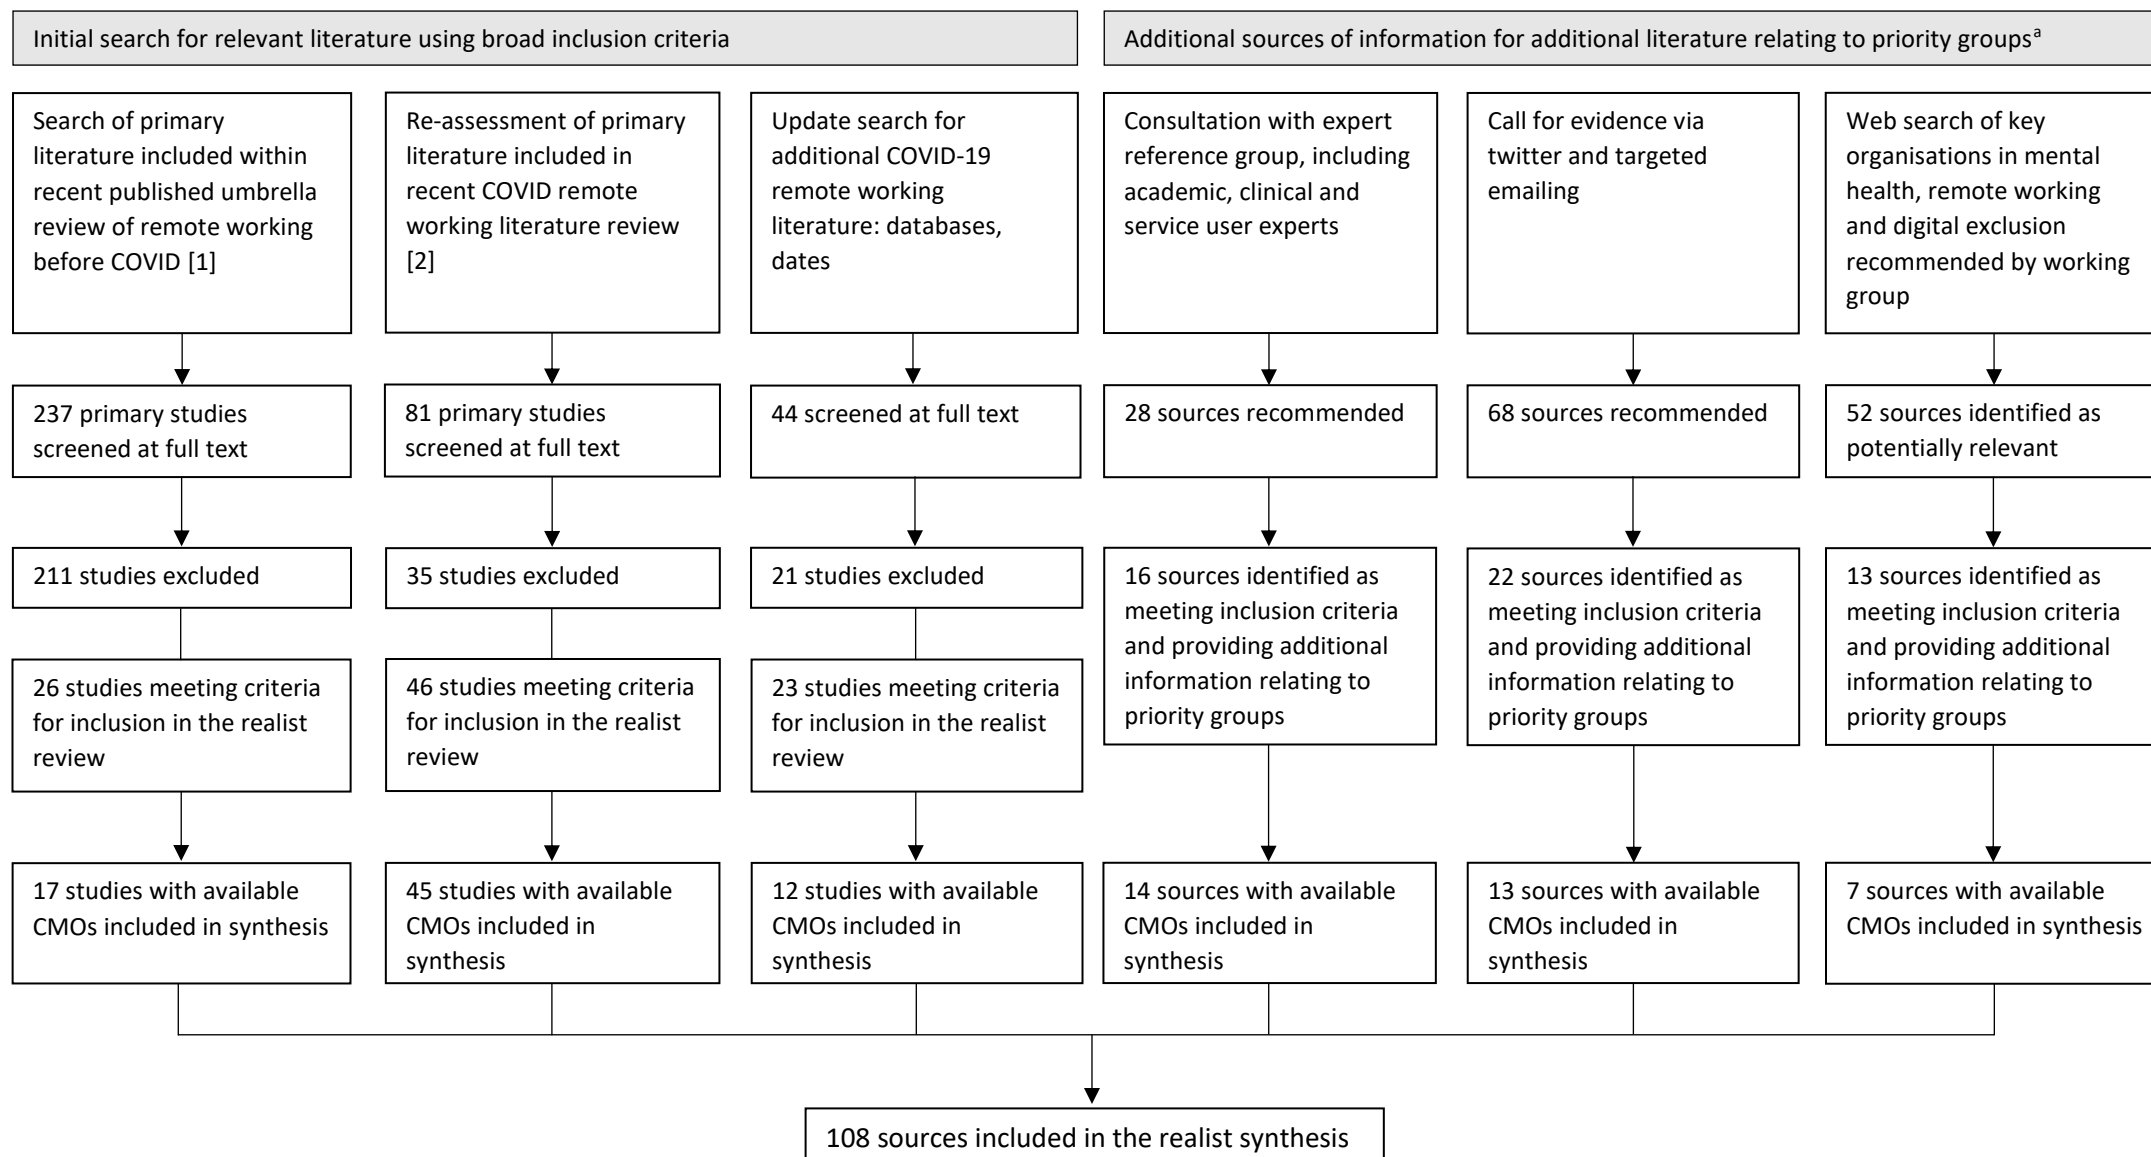 Initial search for relevant literature using broad inclusion criteria
Additional sources of information for additional literature relating to priority groupsᵃ
Search of primary
literature included within
recent published umbrella
review of remote working
before COVID [1]
Re-assessment of primary
literature included in
recent COVID remote
working literature review
[2]
Update search for
additional COVID-19
remote working
literature: databases,
dates
Consultation with expert
reference group, including
academic, clinical and
service user experts
Call for evidence via
twitter and targeted
emailing
Web search of key
organisations in mental
health, remote working
and digital exclusion
recommended by working
group
237 primary studies
screened at full text
81 primary studies
screened at full text
44 screened at full text
28 sources recommended
68 sources recommended
52 sources identified as
potentially relevant
211 studies excluded
35 studies excluded
21 studies excluded
16 sources identified as
meeting inclusion criteria
and providing additional
information relating to
priority groups
22 sources identified as
meeting inclusion criteria
and providing additional
information relating to
priority groups
13 sources identified as
meeting inclusion criteria
and providing additional
information relating to
priority groups
26 studies meeting criteria
for inclusion in the realist
review
46 studies meeting criteria
for inclusion in the realist
review
23 studies meeting criteria
for inclusion in the realist
review
17 studies with available
CMOs included in synthesis
45 studies with available
CMOs included in
synthesis
12 studies with available
CMOs included in
synthesis
14 sources with available
CMOs included in
synthesis
13 sources with available
CMOs included in
synthesis
7 sources with available
CMOs included in synthesis
108 sources included in the realist synthesis